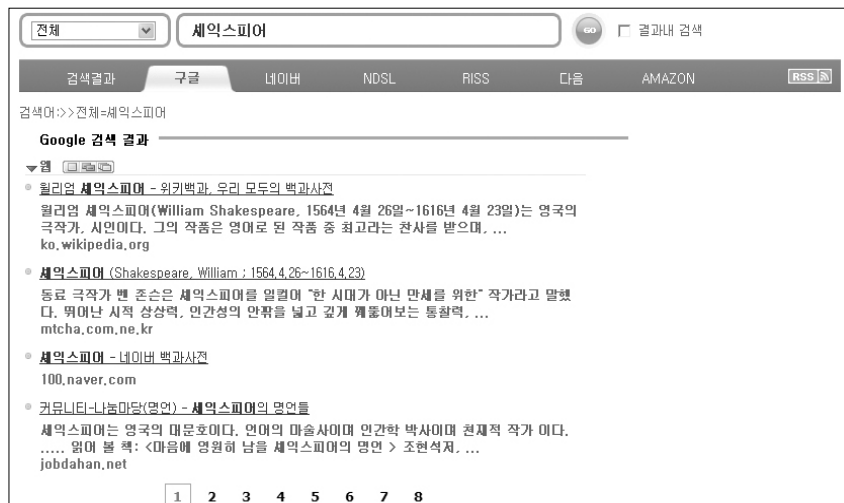 전체 셰익스피어 GO 결과내 검색
검색결과 구글 네이버 NDSL RISS 다음 AMAZON RSS
검색어:>>전체=셰익스피어
Google 검색 결과
웹
윌리엄 셰익스피어 - 위키백과, 우리 모두의 백과사전
윌리엄 셰익스피어(William Shakespeare, 1564년 4월 26일~1616년 4월 23일)는 영국의
극작가, 시인이다. 그의 작품은 영어로 된 작품 중 최고라는 찬사를 받으며, ...
ko.wikipedia.org
셰익스피어 (Shakespeare, William ; 1564.4.26~1616.4.23)
동료 극작가 벤 존슨은 셰익스피어를 일컬어 "한 시대가 아닌 만세를 위한" 작가라고 말했
다. 뛰어난 시적 상상력, 인간성의 안팎을 넓고 깊게 꿰뚫어보는 통찰력, ...
mtcha.com.ne.kr
셰익스피어 - 네이버 백과사전
100.naver.com
커뮤니티-나눔마당(명언) - 셰익스피어의 명언들
셰익스피어는 영국의 대문호이다. 언어의 마술사이며 인간학 박사이며 천재적 작가 이다.
..... 읽어 볼 책: <마음에 영원히 남을 셰익스피어의 명언 > 조현석저, ...
jobdahan.net
1 2 3 4 5 6 7 8